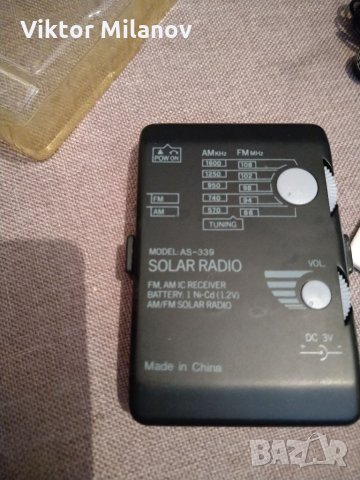 Viktor Milanov
POW ON
AM KHz FM MHz
1600 108
1250 102
950 98
740 94
570 88
FM
AM
TUNING
MODEL: AS-339
SOLAR RADIO
VOL.
FM, AM IC RECEIVER
BATTERY: 1 Ni-Cd (1.2V)
AM/FM SOLAR RADIO
DC 3V
Made in China
BAZAR